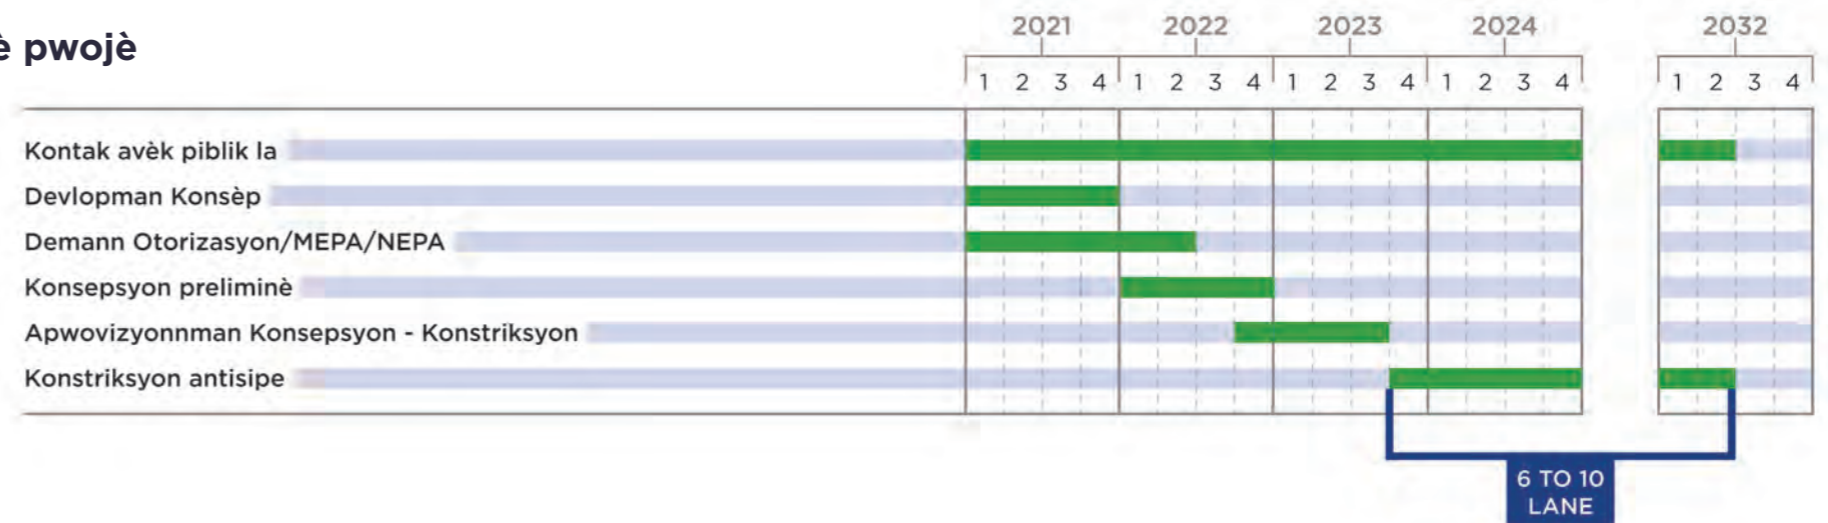 è pwojè
2021 2022 2023 2024 2032
1 2 3 4 1 2 3 4 1 2 3 4 1 2 3 4 1 2 3 4
Kontak avèk piblik la
Devlopman Konsèp
Demann Otorizasyon/MEPA/NEPA
Konsepsyon preliminè
Apwovizyonnman Konsepsyon - Konstriksyon
Konstriksyon antisipe
6 TO 10
LANE